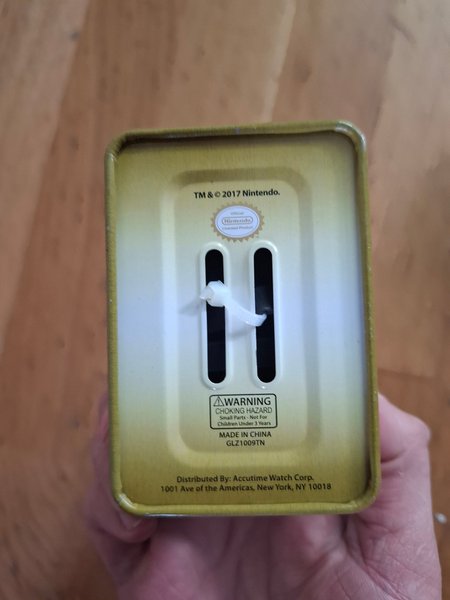 TM & © 2017 Nintendo.
Official
Nintendo
Licensed Product
WARNING
CHOKING HAZARD
Small Parts - Not For
Children Under 3 Years
MADE IN CHINA
GLZ1009TN
Distributed By: Accutime Watch Corp.
1001 Ave of the Americas, New York, NY 10018